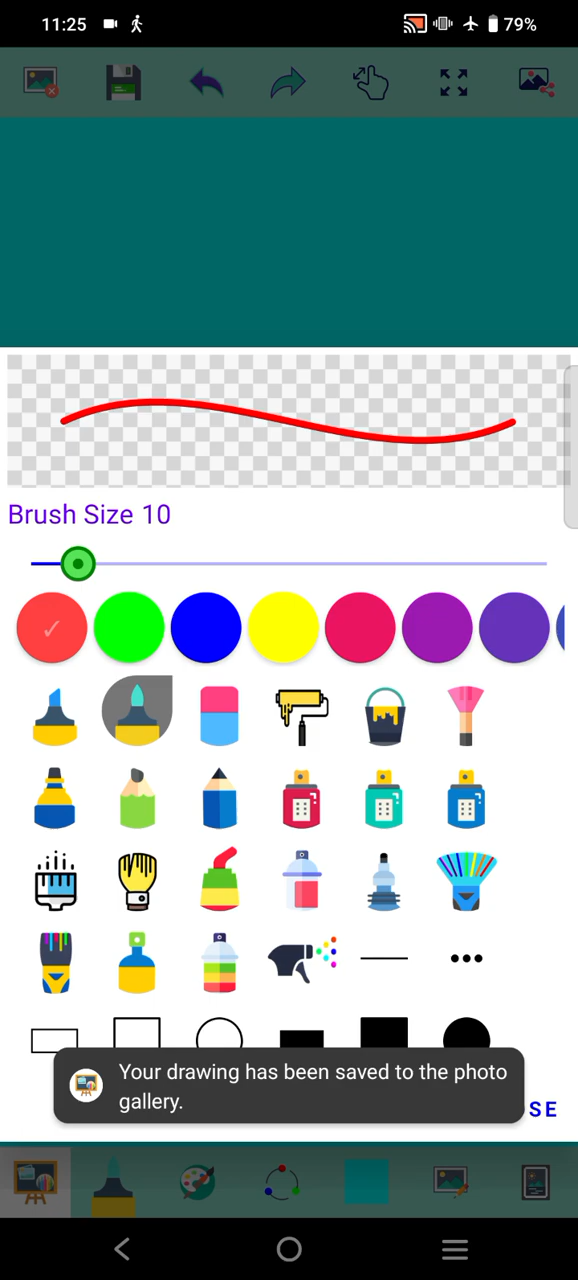 11:25
79%
Brush Size 10
Your drawing has been saved to the photo
gallery.
SE